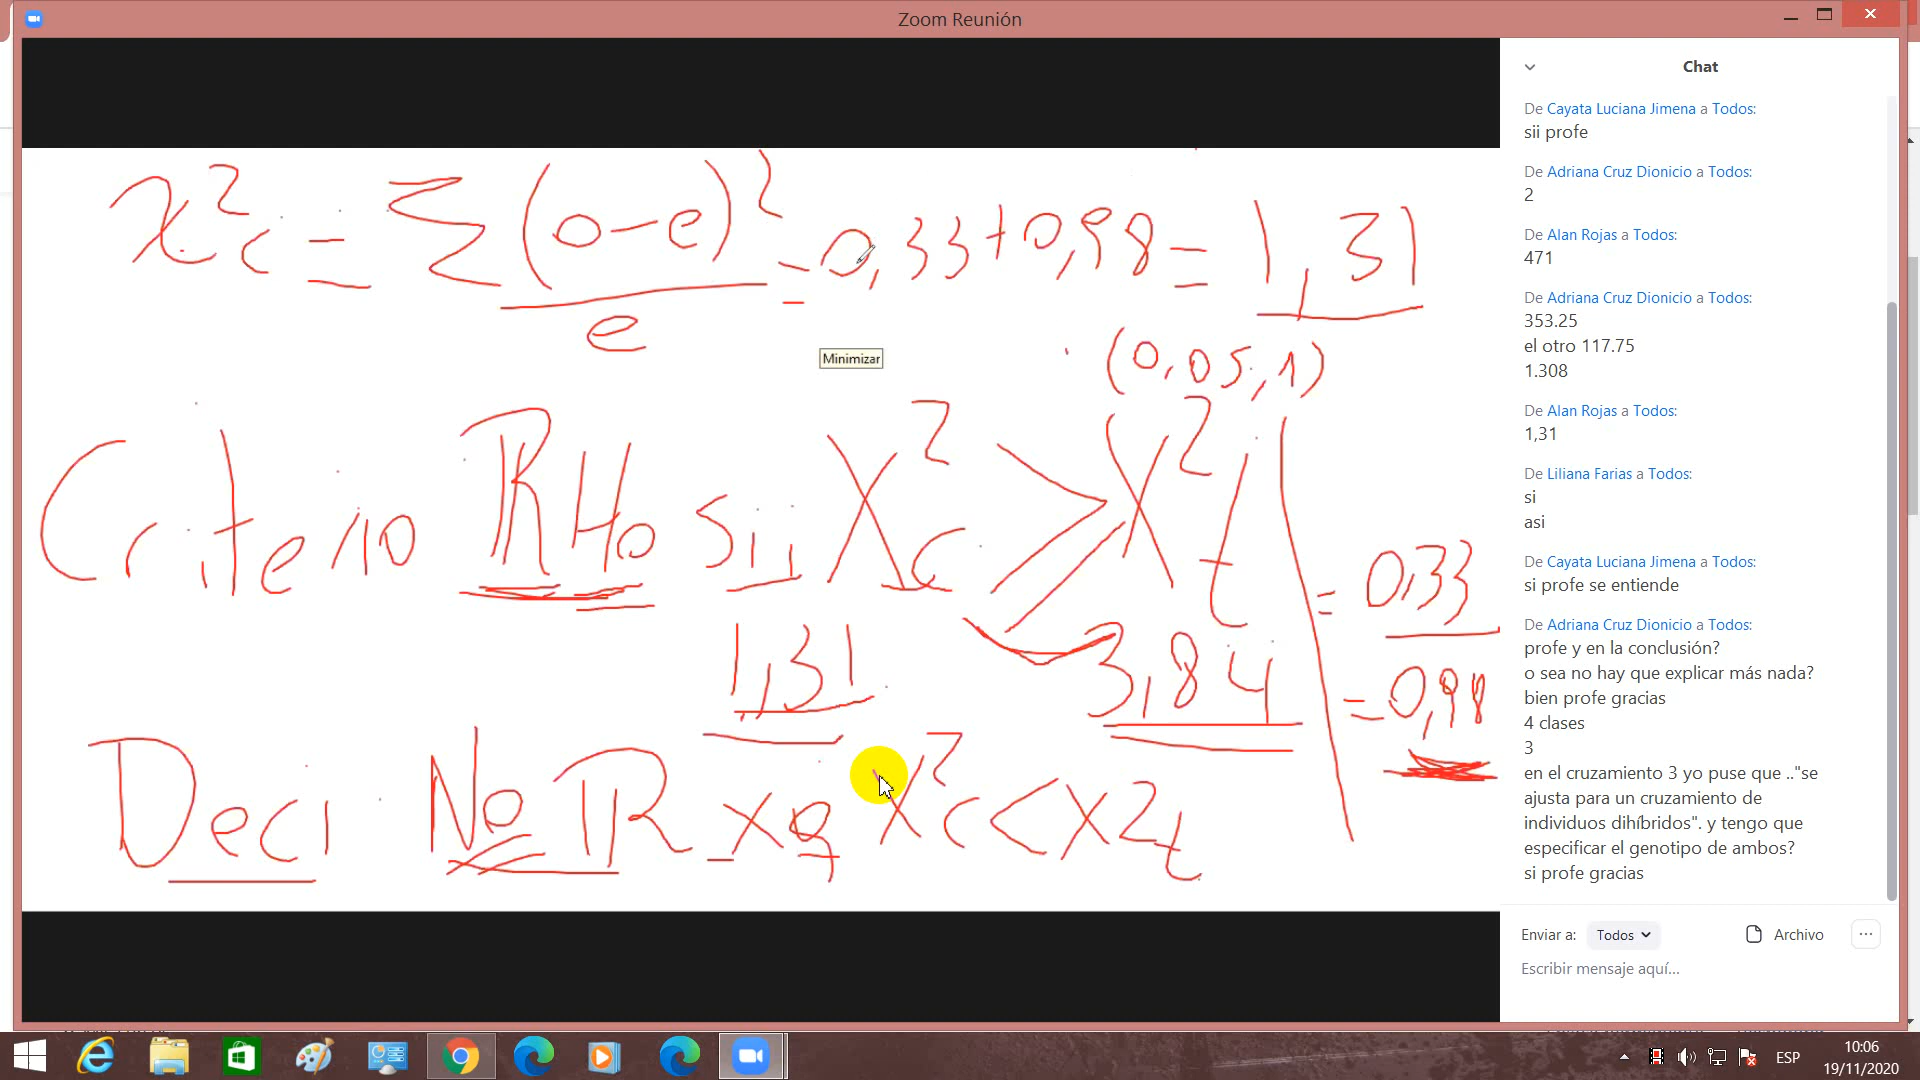 Zoom Reunión
χ²c = Σ (o-e)² / e = 0,33 + 0,98 = 1,31
Minimizar
(0,05,1)
Criterio RHo sii X²c > X²t
= 0,33
1,31 3,84
= 0,98
Deci No R xq X²c < X2t
Chat
De Cayata Luciana Jimena a Todos:
sii profe
De Adriana Cruz Dionicio a Todos:
2
De Alan Rojas a Todos:
471
De Adriana Cruz Dionicio a Todos:
353.25
el otro 117.75
1.308
De Alan Rojas a Todos:
1,31
De Liliana Farias a Todos:
si
asi
De Cayata Luciana Jimena a Todos:
si profe se entiende
De Adriana Cruz Dionicio a Todos:
profe y en la conclusión?
o sea no hay que explicar más nada?
bien profe gracias
4 clases
3
en el cruzamiento 3 yo puse que .."se
ajusta para un cruzamiento de
individuos dihíbridos". y tengo que
especificar el genotipo de ambos?
si profe gracias
Enviar a: Todos Archivo
Escribir mensaje aquí...
ESP
10:06
19/11/2020